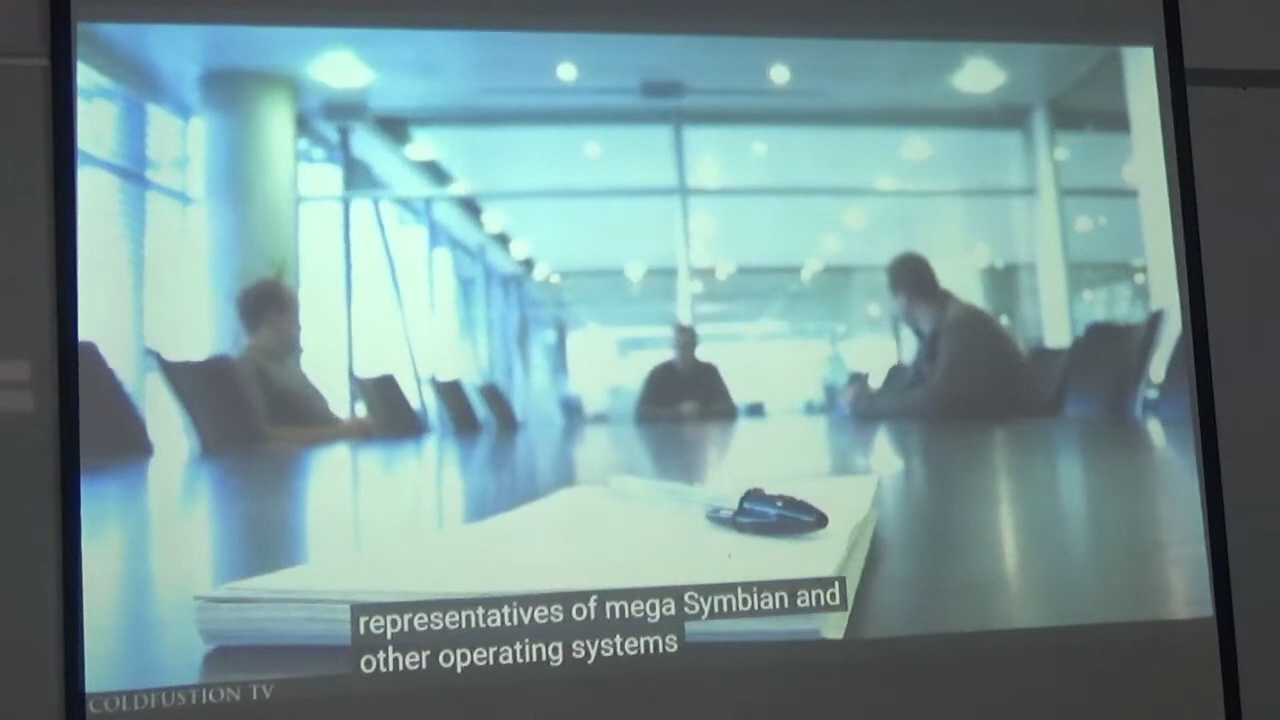 representatives of mega Symbian and
other operating systems
COLDFUSTION TV